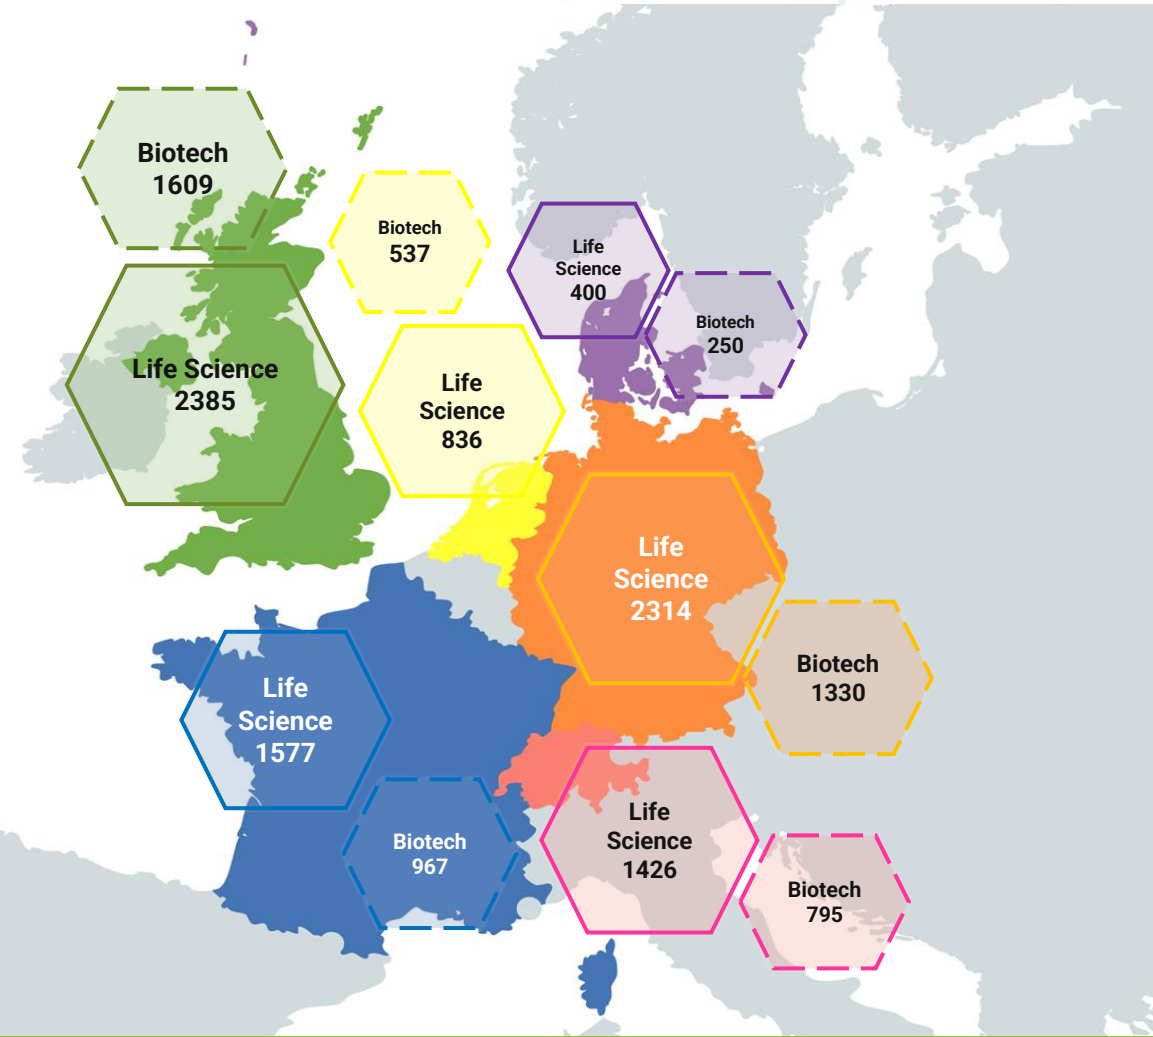 Biotech
1609
Biotech
537
Life
Science
400
Biotech
250
Life Science
2385
Life
Science
836
Life
Science
2314
Biotech
1330
Life
Science
1577
Biotech
967
Life
Science
1426
Biotech
795